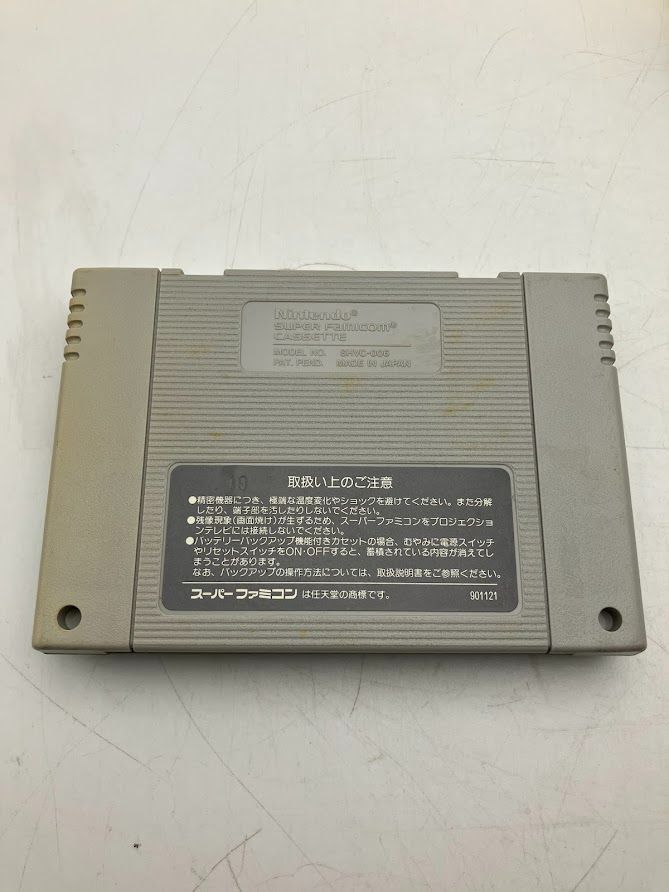 Nintendo®
SUPER FAMICOM®
CASSETTE
MODEL NO. SHVC-006
PAT. PEND. MADE IN JAPAN
19
取扱い上のご注意
●精密機器につき、極端な温度変化やショックを避けてください。また分解
したり、端子部を汚したりしないでください。
●残像現象(画面焼け)が生ずるため、スーパーファミコンをプロジェクショ
ンテレビには接続しないでください。
●バッテリーバックアップ機能付きカセットの場合、むやみに電源スイッチ
やリセットスイッチをON・OFFすると、蓄積されている内容が消えてし
まうことがあります。
なお、バックアップの操作方法については、取扱説明書をご参照ください。
スーパーファミコン は任天堂の商標です。 901121